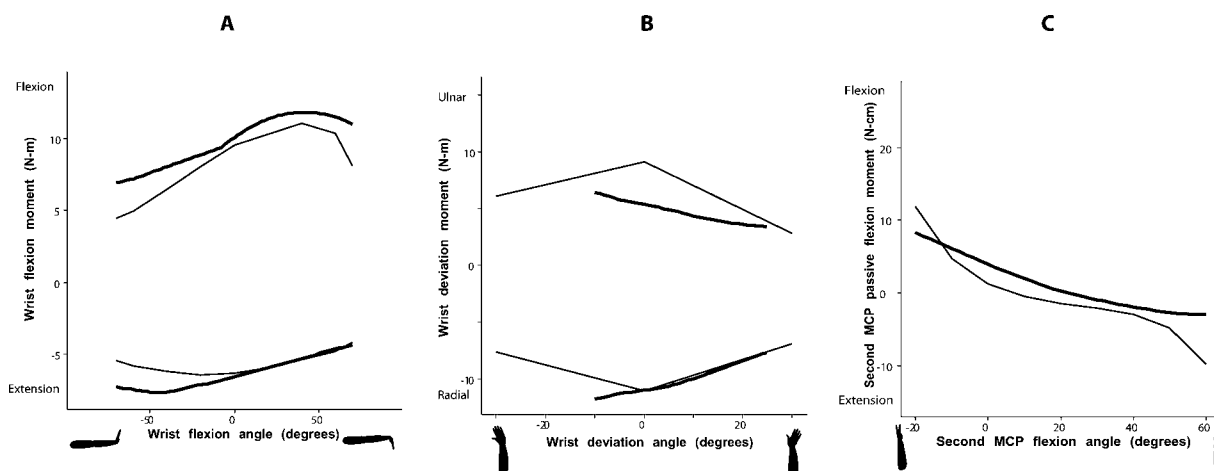 A
Flexion
10
5
0
-5
Extension
Wrist flexion moment (N-m)
-50
0
50
Wrist flexion angle (degrees)
B
Ulnar
10
0
-10
Radial
Wrist deviation moment (N-m)
-20
0
20
Wrist deviation angle (degrees)
C
Flexion
20
10
0
-10
Extension
Second MCP passive flexion moment (N-cm)
-20
0
20
40
60
Second MCP flexion angle (degrees)